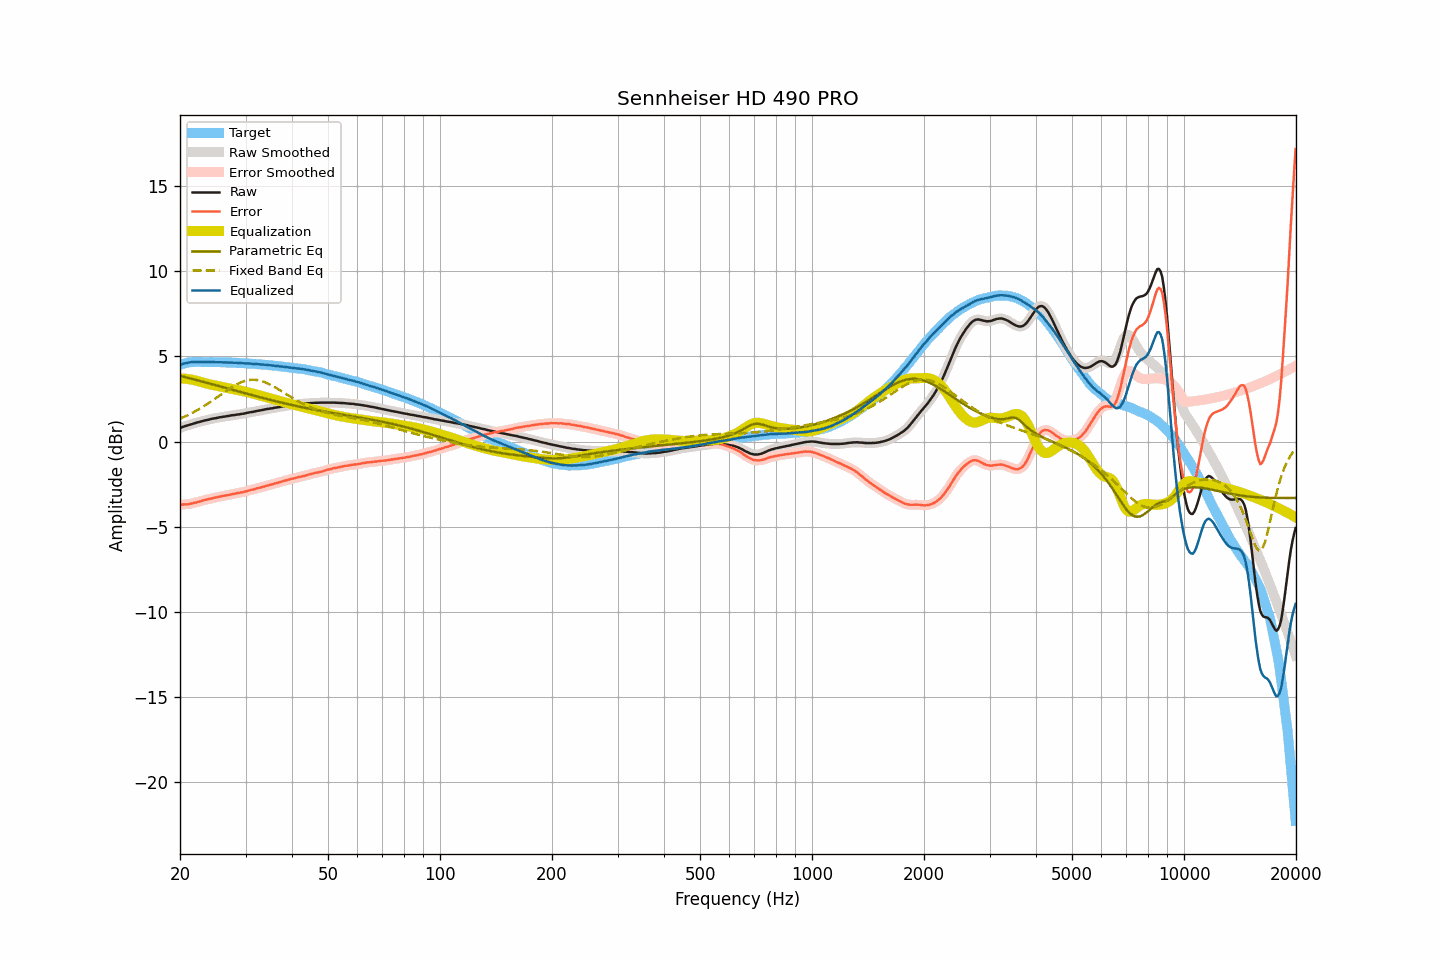 Sennheiser HD 490 PRO
Target
Raw Smoothed
Error Smoothed
Raw
Error
Equalization
Parametric Eq
Fixed Band Eq
Equalized
15
10
5
0
−5
−10
−15
−20
Amplitude (dBr)
20 50 100 200 500 1000 2000 5000 10000 20000
Frequency (Hz)